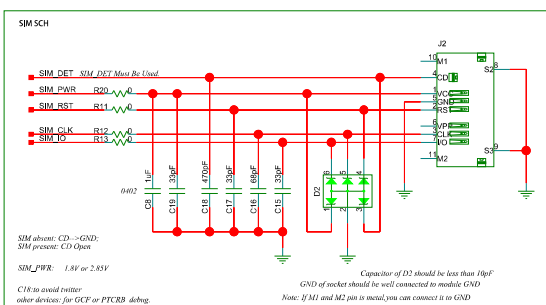 SIM SCH
J2
SIM_DET SIM_DET Must Be Used.
SIM_PWR R20 0
SIM_RST R11 0
SIM_CLK R12 0
SIM_IO R13 0
10 M1
4 CD
VCC
GND
RST
VPP
CLK
I/O
11 M2
S2 8
S3 9
C8 1uF
C19 33pF
C18 470pF
C17 33pF
C16 68pF
C15 33pF
0402
D2
6 5 4
1 2 3
SIM absent: CD-->GND;
SIM present: CD Open
SIM_PWR: 1.8V or 2.85V
C18:to avoid twitter
other devices: for GCF or PTCRB debug.
Capacitor of D2 should be less than 10pF
GND of socket should be well connected to module GND
Note: If M1 and M2 pin is metal,you can connect it to GND